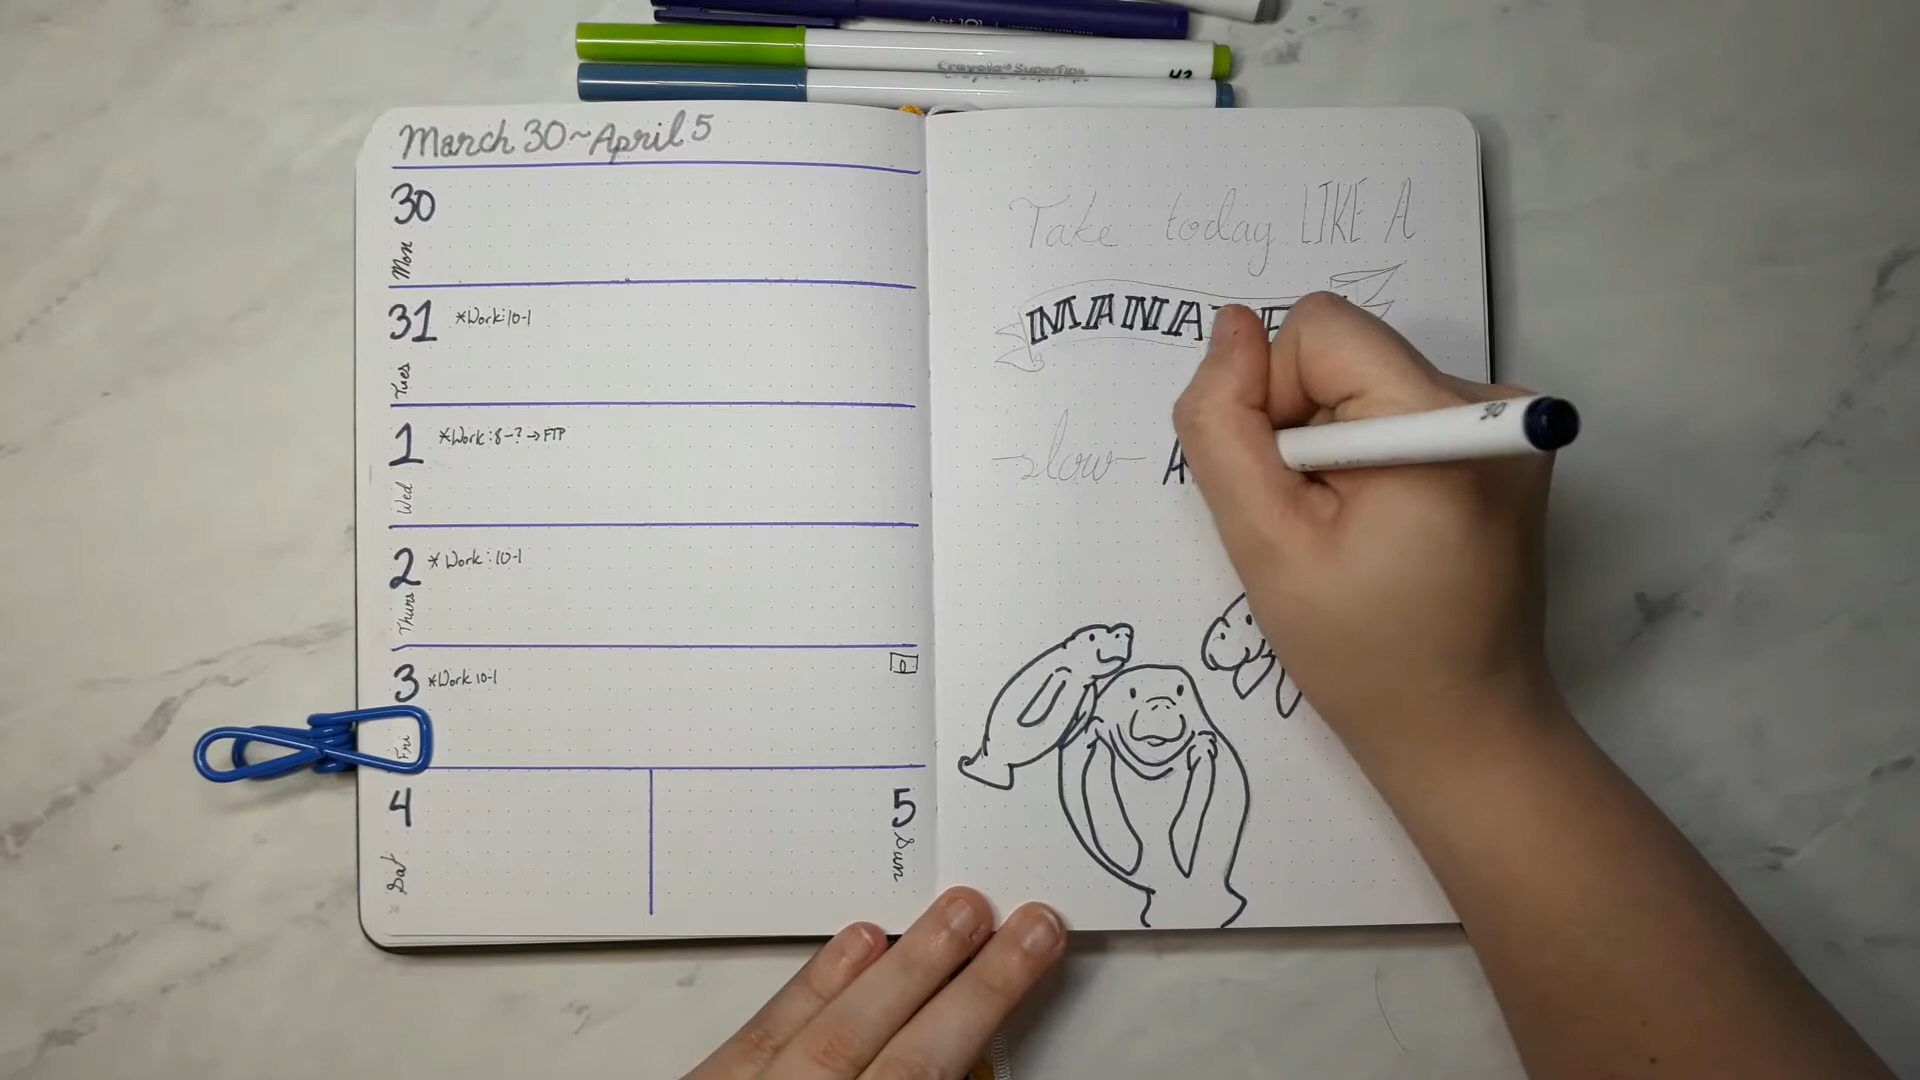 Crayola SuperTips
March 30~April 5
30
Mon
31
*Work:10-1
Tues
1
*Work:8-?→FTP
Wed
2
*Work:10-1
Thurs
3
*Work 10-1
Fri
4
Sat
5
Sun
Take today LIKE A
MANA
-slow-